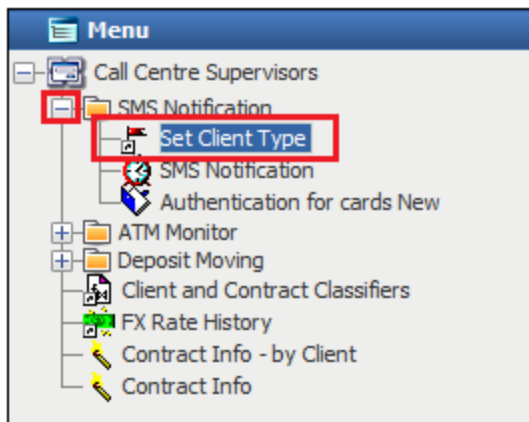 Menu
Call Centre Supervisors
SMS Notification
Set Client Type
SMS Notification
Authentication for cards New
ATM Monitor
Deposit Moving
Client and Contract Classifiers
FX Rate History
Contract Info - by Client
Contract Info